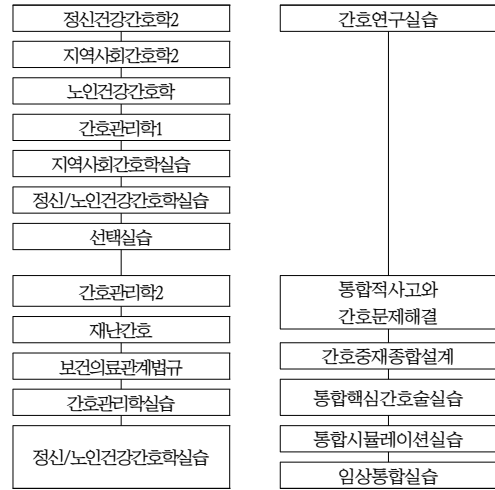 정신건강간호학2
지역사회간호학2
노인건강간호학
간호관리학1
지역사회간호학실습
정신/노인건강간호학실습
선택실습
간호관리학2
재난간호
보건의료관계법규
간호관리학실습
정신/노인건강간호학실습
간호연구실습
통합적사고와
간호문제해결
간호중재종합설계
통합핵심간호술실습
통합시뮬레이션실습
임상통합실습